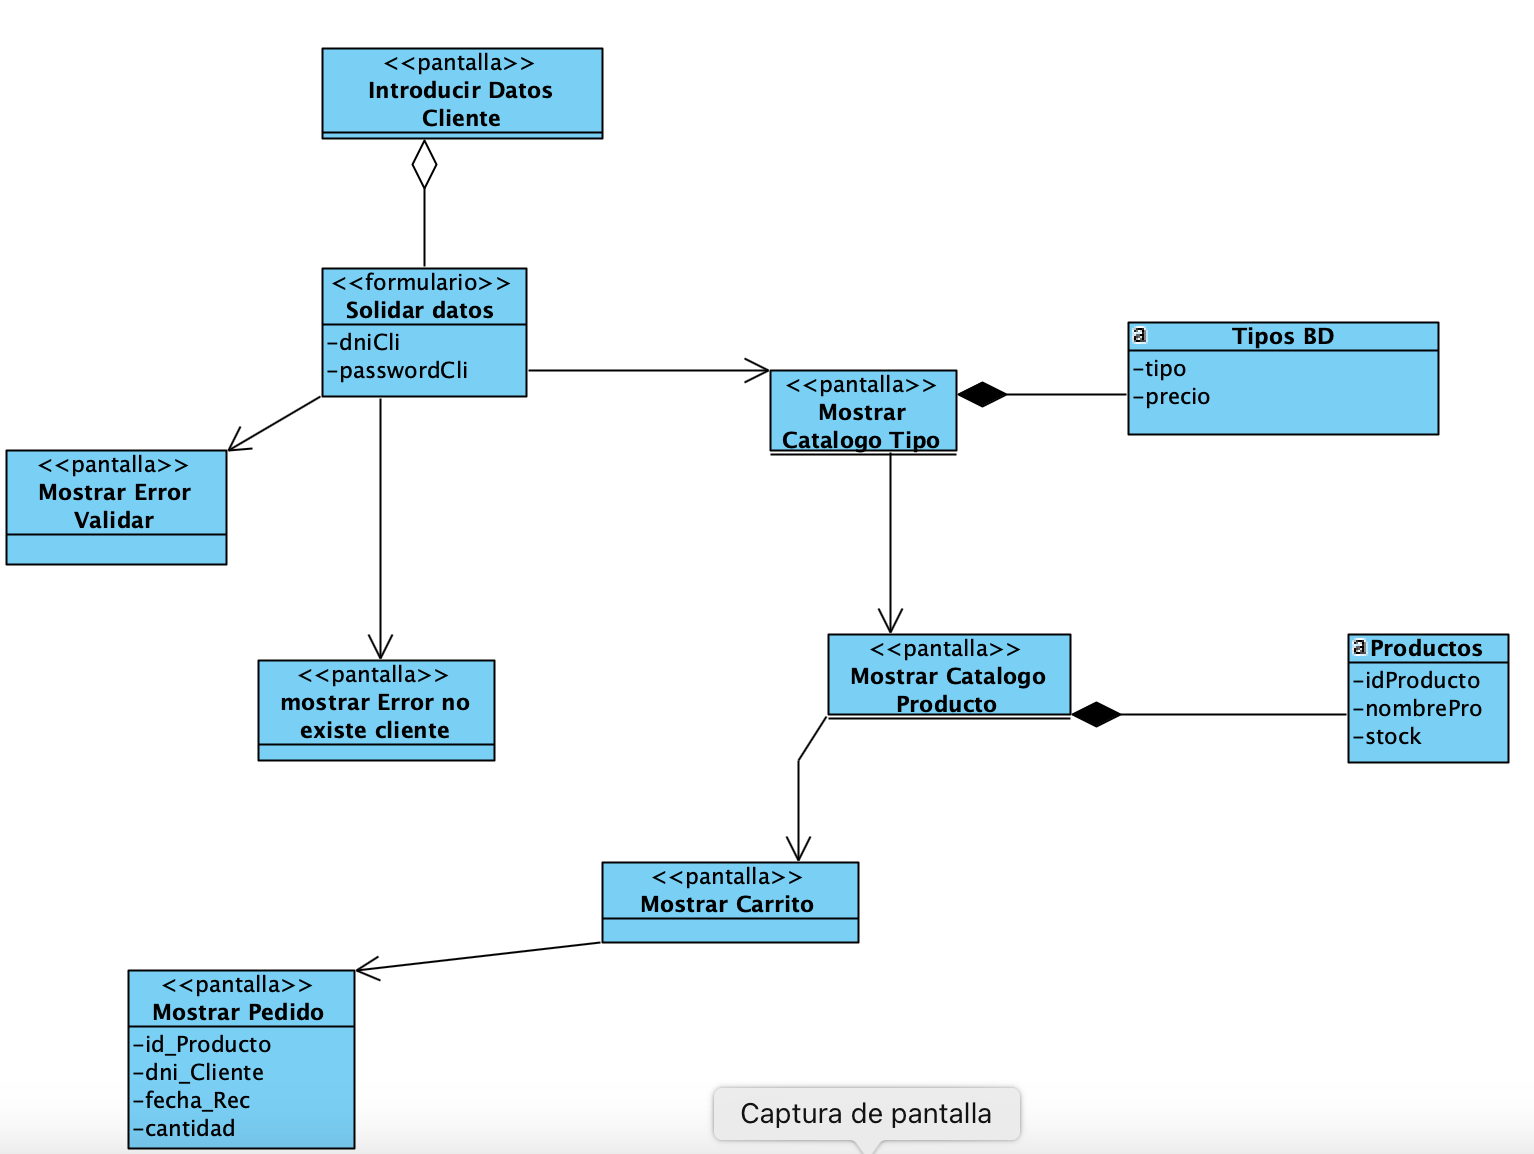 <<pantalla>>
Introducir Datos
Cliente
<<formulario>>
Solidar datos
-dniCli
-passwordCli
a Tipos BD
-tipo
-precio
<<pantalla>>
Mostrar
Catalogo Tipo
<<pantalla>>
Mostrar Error
Validar
<<pantalla>>
mostrar Error no
existe cliente
<<pantalla>>
Mostrar Catalogo
Producto
a Productos
-idProducto
-nombrePro
-stock
<<pantalla>>
Mostrar Carrito
<<pantalla>>
Mostrar Pedido
-id_Producto
-dni_Cliente
-fecha_Rec
-cantidad
Captura de pantalla